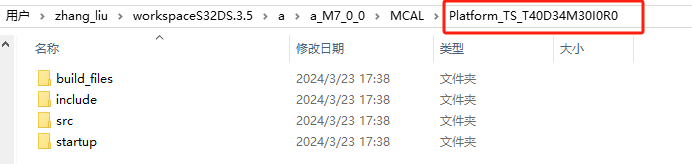 用户 > zhang_liu > workspaceS32DS.3.5 > a > a_M7_0_0 > MCAL > Platform_TS_T40D34M30I0R0
名称 修改日期 类型 大小
build_files 2024/3/23 17:38 文件夹
include 2024/3/23 17:38 文件夹
src 2024/3/23 17:38 文件夹
startup 2024/3/23 17:38 文件夹